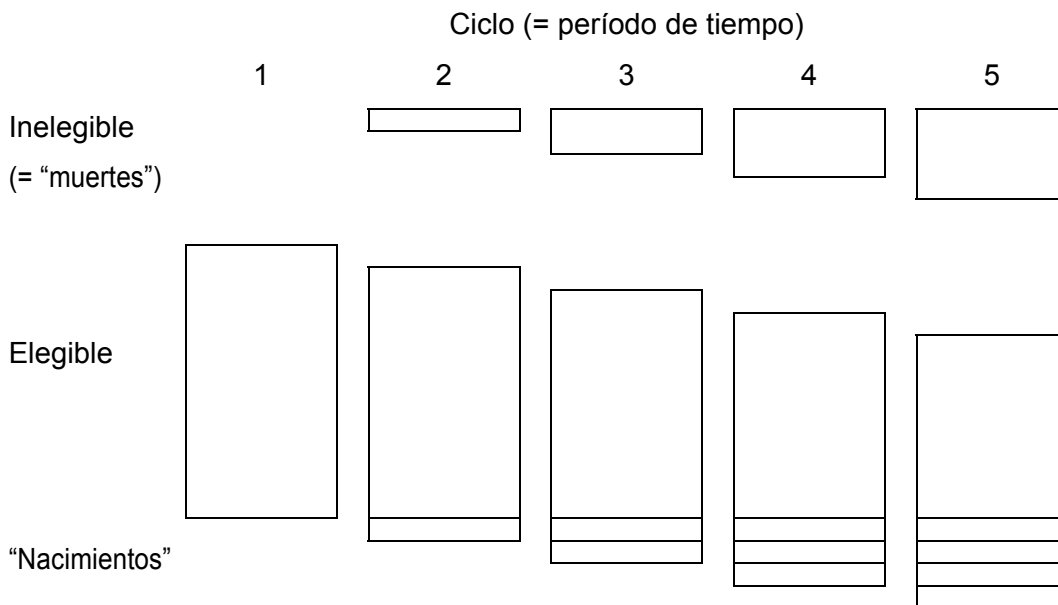 Ciclo (= período de tiempo)
1 2 3 4 5
Inelegible
(= “muertes”)
Elegible
“Nacimientos”